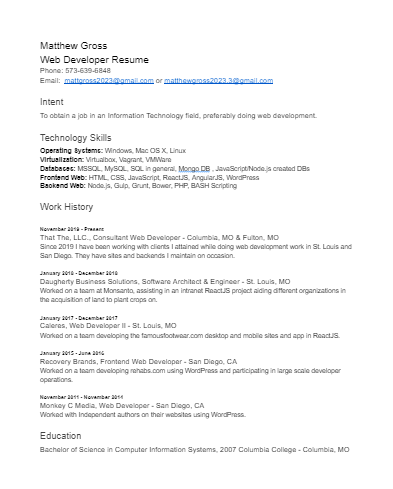 Matthew Gross
Web Developer Resume
Phone: 573-639-6848
Email: mattgross2023@gmail.com or matthewgross2023.3@gmail.com
Intent
To obtain a job in an Information Technology field, preferably doing web development.
Technology Skills
Operating Systems: Windows, Mac OS X, Linux
Virtualization: Virtualbox, Vagrant, VMWare
Databases: MSSQL, MySQL, SQL in general, Mongo DB , JavaScript/Node.js created DBs
Frontend Web: HTML, CSS, JavaScript, ReactJS, AngularJS, WordPress
Backend Web: Node.js, Gulp, Grunt, Bower, PHP, BASH Scripting
Work History
November 2019 - Present
That The, LLC., Consultant Web Developer - Columbia, MO & Fulton, MO
Since 2019 I have been working with clients I attained while doing web development work in St. Louis and
San Diego. They have sites and backends I maintain on occasion.
January 2018 - December 2018
Daugherty Business Solutions, Software Architect & Engineer - St. Louis, MO
Worked on a team at Monsanto, assisting in an intranet ReactJS project aiding different organizations in
the acquisition of land to plant crops on.
January 2017 - December 2017
Caleres, Web Developer II - St. Louis, MO
Worked on a team developing the famousfootwear.com desktop and mobile sites and app in ReactJS.
January 2015 - June 2016
Recovery Brands, Frontend Web Developer - San Diego, CA
Worked on a team developing rehabs.com using WordPress and participating in large scale developer
operations.
November 2011 - November 2014
Monkey C Media, Web Developer - San Diego, CA
Worked with Independent authors on their websites using WordPress.
Education
Bachelor of Science in Computer Information Systems, 2007 Columbia College - Columbia, MO